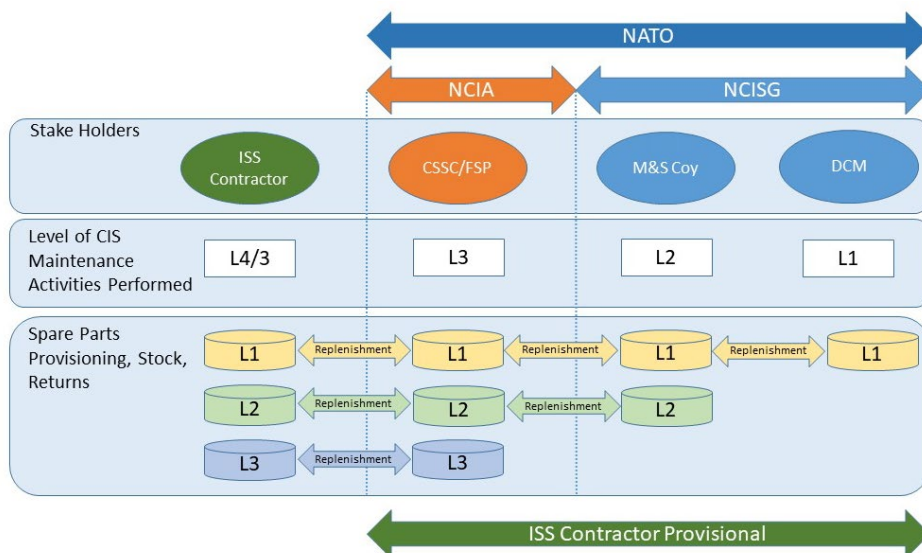 NATO
NCIA
NCISG
Stake Holders
ISS
Contractor
CSSC/FSP
M&S Coy
DCM
Level of CIS
Maintenance
Activities Performed
L4/3
L3
L2
L1
Spare Parts
Provisioning, Stock,
Returns
L1
Replenishment
L1
Replenishment
L1
Replenishment
L1
L2
Replenishment
L2
Replenishment
L2
L3
Replenishment
L3
ISS Contractor Provisional